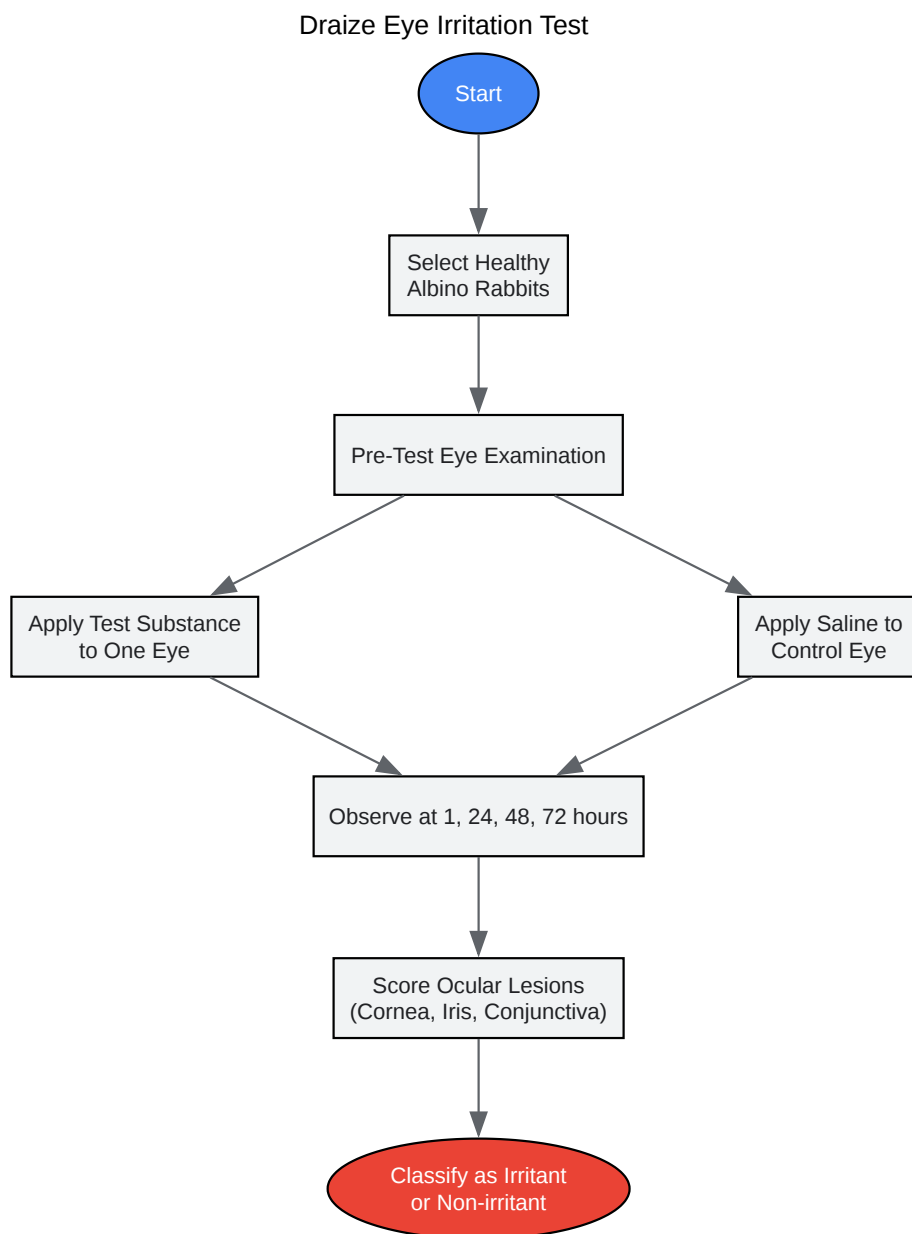 Draize Eye Irritation Test
Start
Select Healthy
Albino Rabbits
Pre-Test Eye Examination
Apply Test Substance
to One Eye
Apply Saline to
Control Eye
Observe at 1, 24, 48, 72 hours
Score Ocular Lesions
(Cornea, Iris, Conjunctiva)
Classify as Irritant
or Non-irritant